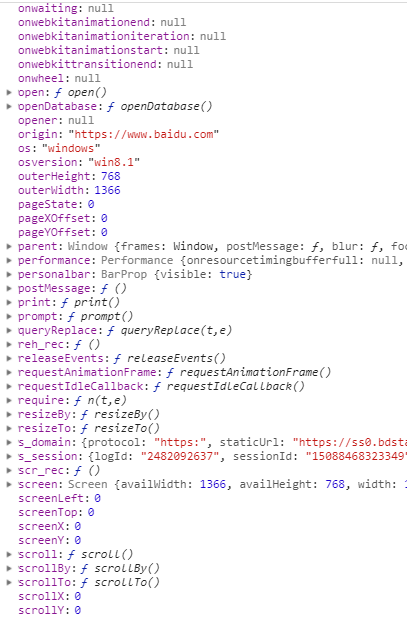 onwaiting: null
onwebkitanimationend: null
onwebkitanimationiteration: null
onwebkitanimationstart: null
onwebkittransitionend: null
onwheel: null
open: ƒ open()
openDatabase: ƒ openDatabase()
opener: null
origin: "https://www.baidu.com"
os: "windows"
osversion: "win8.1"
outerHeight: 768
outerWidth: 1366
pageState: 0
pageXOffset: 0
pageYOffset: 0
parent: Window {frames: Window, postMessage: ƒ, blur: ƒ, foc
performance: Performance {onresourcetimingbufferfull: null,
personalbar: BarProp {visible: true}
postMessage: ƒ ()
print: ƒ print()
prompt: ƒ prompt()
queryReplace: ƒ queryReplace(t,e)
reh_rec: ƒ ()
releaseEvents: ƒ releaseEvents()
requestAnimationFrame: ƒ requestAnimationFrame()
requestIdleCallback: ƒ requestIdleCallback()
require: ƒ n(t,e)
resizeBy: ƒ resizeBy()
resizeTo: ƒ resizeTo()
s_domain: {protocol: "https:", staticUrl: "https://ss0.bdsta
s_session: {logId: "2482092637", sessionId: "15088468323349"
scr_rec: ƒ ()
screen: Screen {availWidth: 1366, availHeight: 768, width: 1
screenLeft: 0
screenTop: 0
screenX: 0
screenY: 0
scroll: ƒ scroll()
scrollBy: ƒ scrollBy()
scrollTo: ƒ scrollTo()
scrollX: 0
scrollY: 0